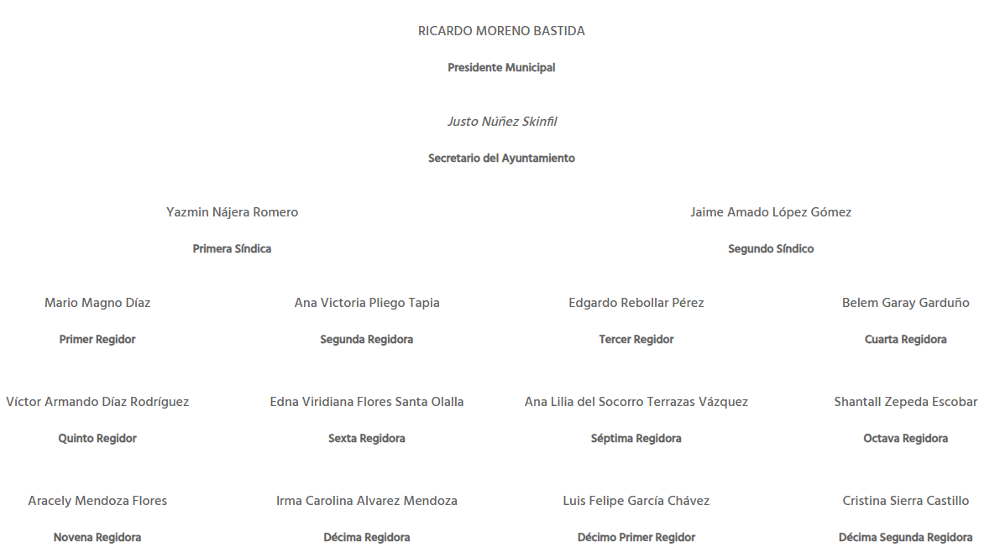 RICARDO MORENO BASTIDA
Presidente Municipal
Justo Núñez Skinfil
Secretario del Ayuntamiento
Yazmin Nájera Romero
Primera Síndica
Jaime Amado López Gómez
Segundo Síndico
Mario Magno Díaz
Primer Regidor
Ana Victoria Pliego Tapia
Segunda Regidora
Edgardo Rebollar Pérez
Tercer Regidor
Belem Garay Garduño
Cuarta Regidora
Víctor Armando Díaz Rodríguez
Quinto Regidor
Edna Viridiana Flores Santa Olalla
Sexta Regidora
Ana Lilia del Socorro Terrazas Vázquez
Séptima Regidora
Shantall Zepeda Escobar
Octava Regidora
Aracely Mendoza Flores
Novena Regidora
Irma Carolina Alvarez Mendoza
Décima Regidora
Luis Felipe García Chávez
Décimo Primer Regidor
Cristina Sierra Castillo
Décima Segunda Regidora